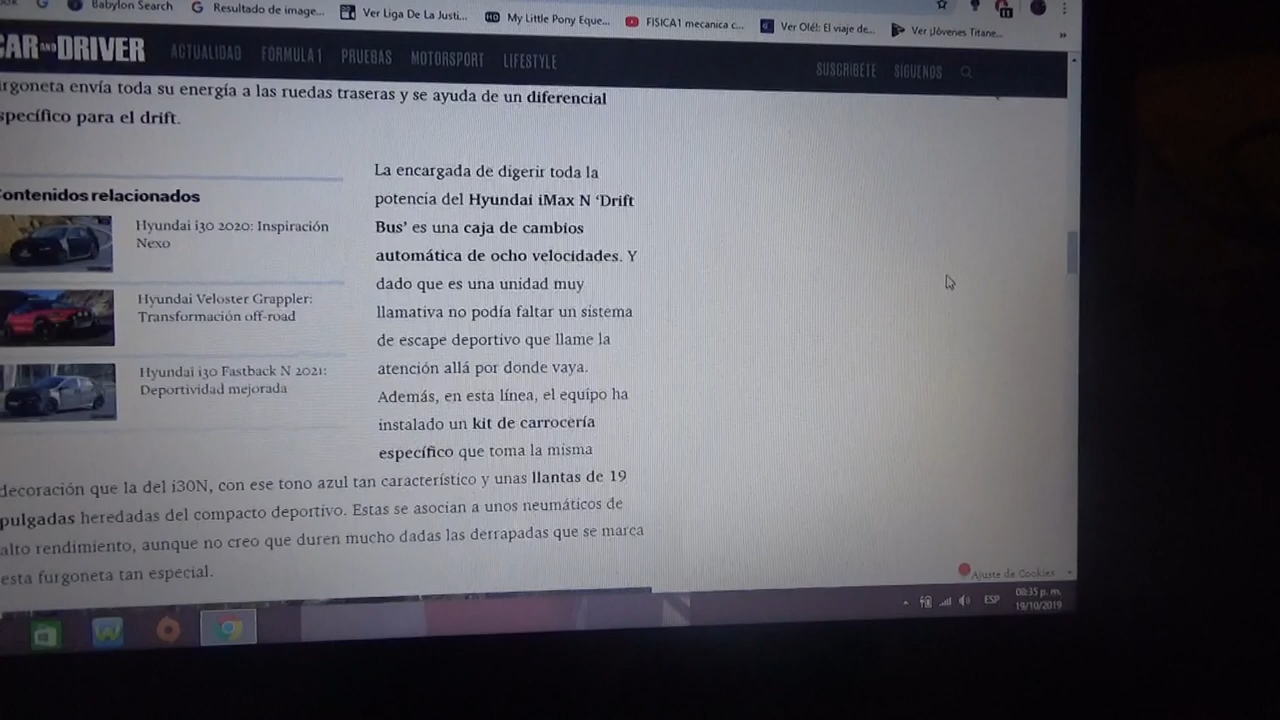 Babylon Search
Resultado de image...
Ver Liga De La Justi...
My Little Pony Eque...
FISICA1 mecanica c...
Ver Olé!: El viaje de...
Ver ¡Jóvenes Titane...
»
CAR AND DRIVER
ACTUALIDAD FÓRMULA 1 PRUEBAS MOTORSPORT LIFESTYLE
SUSCRÍBETE SÍGUENOS
urgoneta envía toda su energía a las ruedas traseras y se ayuda de un diferencial
specífico para el drift.
Contenidos relacionados
Hyundai i30 2020: Inspiración
Nexo
Hyundai Veloster Grappler:
Transformación off-road
Hyundai i30 Fastback N 2021:
Deportividad mejorada
La encargada de digerir toda la
potencia del Hyundai iMax N ‘Drift
Bus’ es una caja de cambios
automática de ocho velocidades. Y
dado que es una unidad muy
llamativa no podía faltar un sistema
de escape deportivo que llame la
atención allá por donde vaya.
Además, en esta línea, el equipo ha
instalado un kit de carrocería
específico que toma la misma
decoración que la del i30N, con ese tono azul tan característico y unas llantas de 19
pulgadas heredadas del compacto deportivo. Estas se asocian a unos neumáticos de
alto rendimiento, aunque no creo que duren mucho dadas las derrapadas que se marca
esta furgoneta tan especial.
Ajuste de Cookies
ESP
08:35 p. m.
19/10/2019